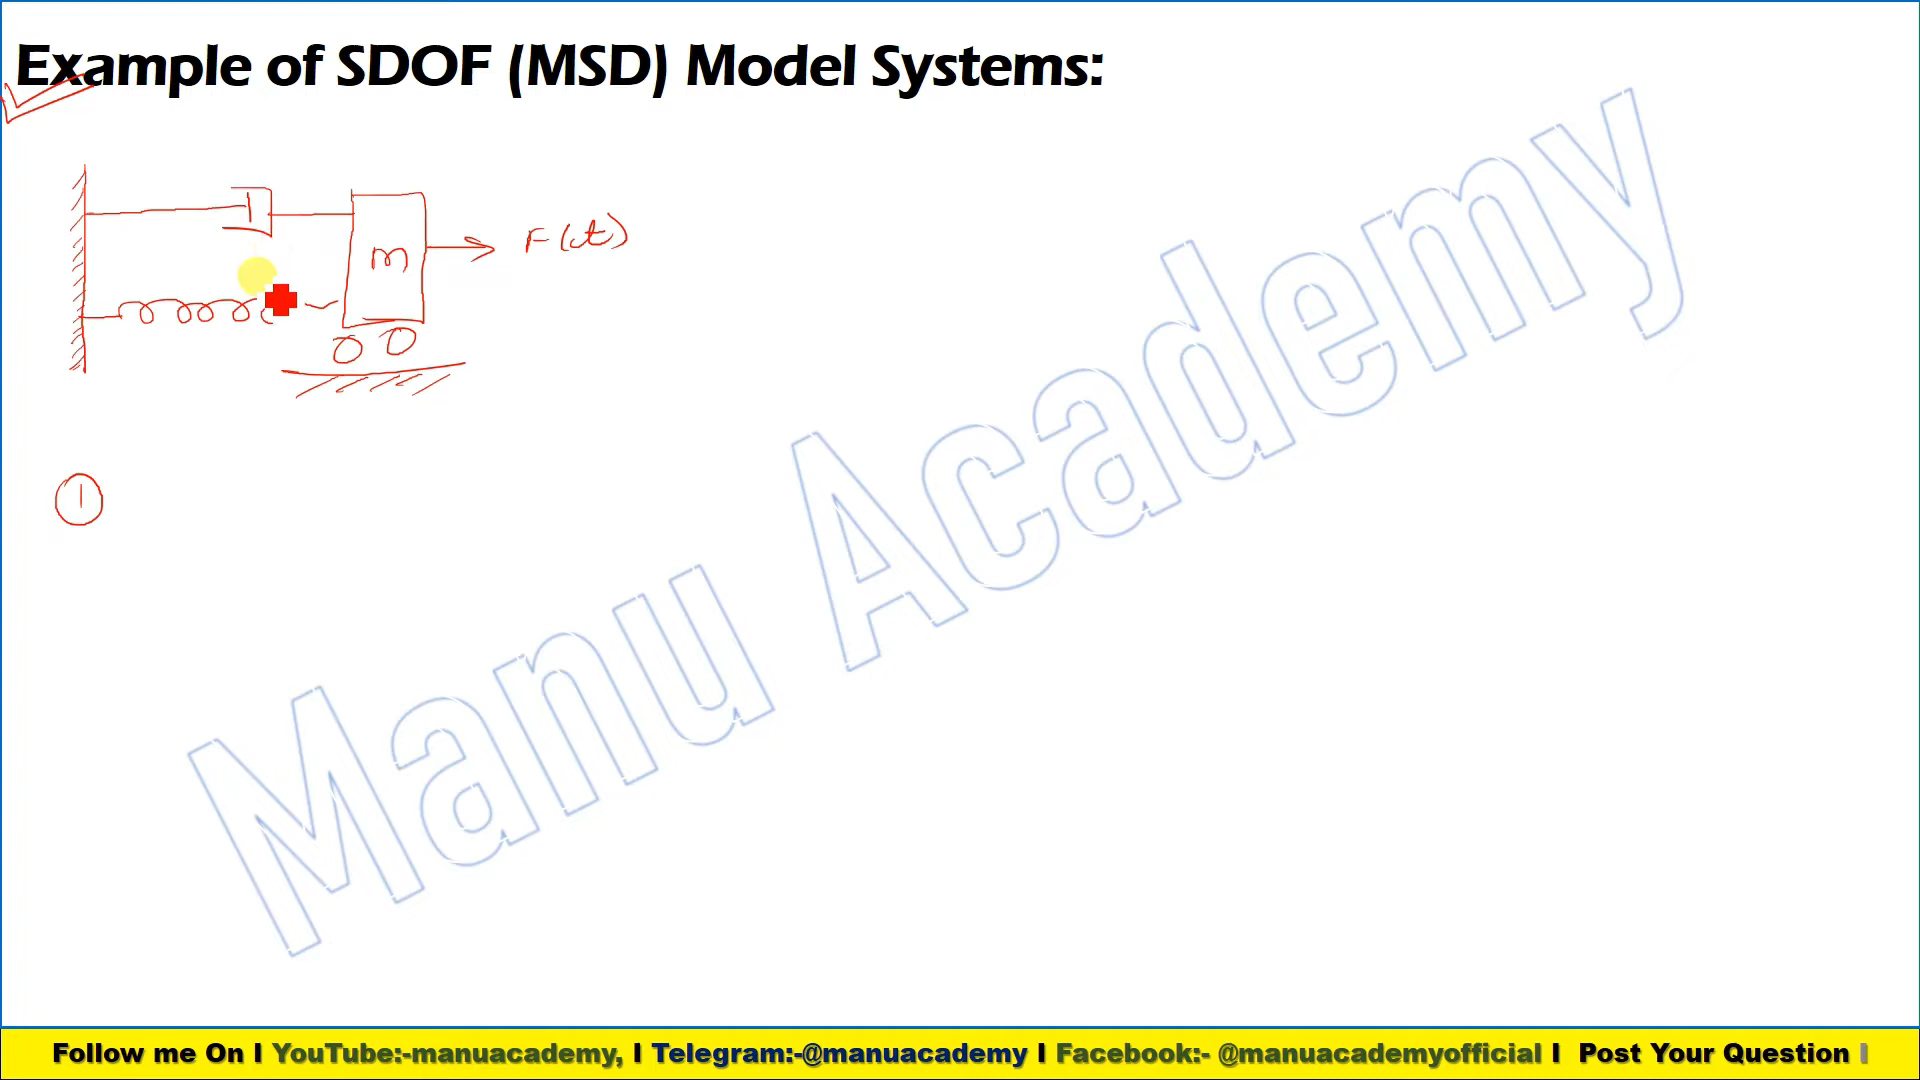 Example of SDOF (MSD) Model Systems:
m
F(t)
1
Manu Academy
Follow me On I YouTube:-manuacademy, I Telegram:-@manuacademy I Facebook:- @manuacademyofficial I Post Your Question I